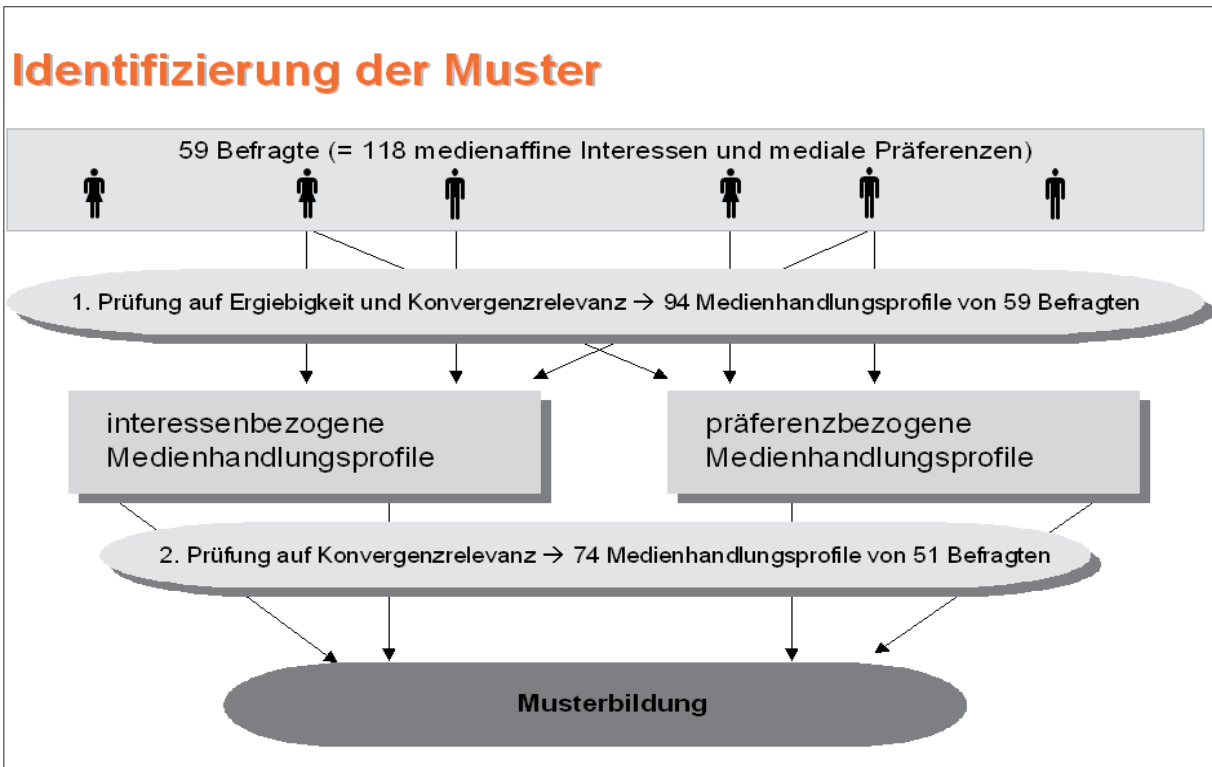 Identifizierung der Muster
59 Befragte (= 118 medienaffine Interessen und mediale Präferenzen)
1. Prüfung auf Ergiebigkeit und Konvergenzrelevanz → 94 Medienhandlungsprofile von 59 Befragten
interessenbezogene
Medienhandlungsprofile
präferenzbezogene
Medienhandlungsprofile
2. Prüfung auf Konvergenzrelevanz → 74 Medienhandlungsprofile von 51 Befragten
Musterbildung